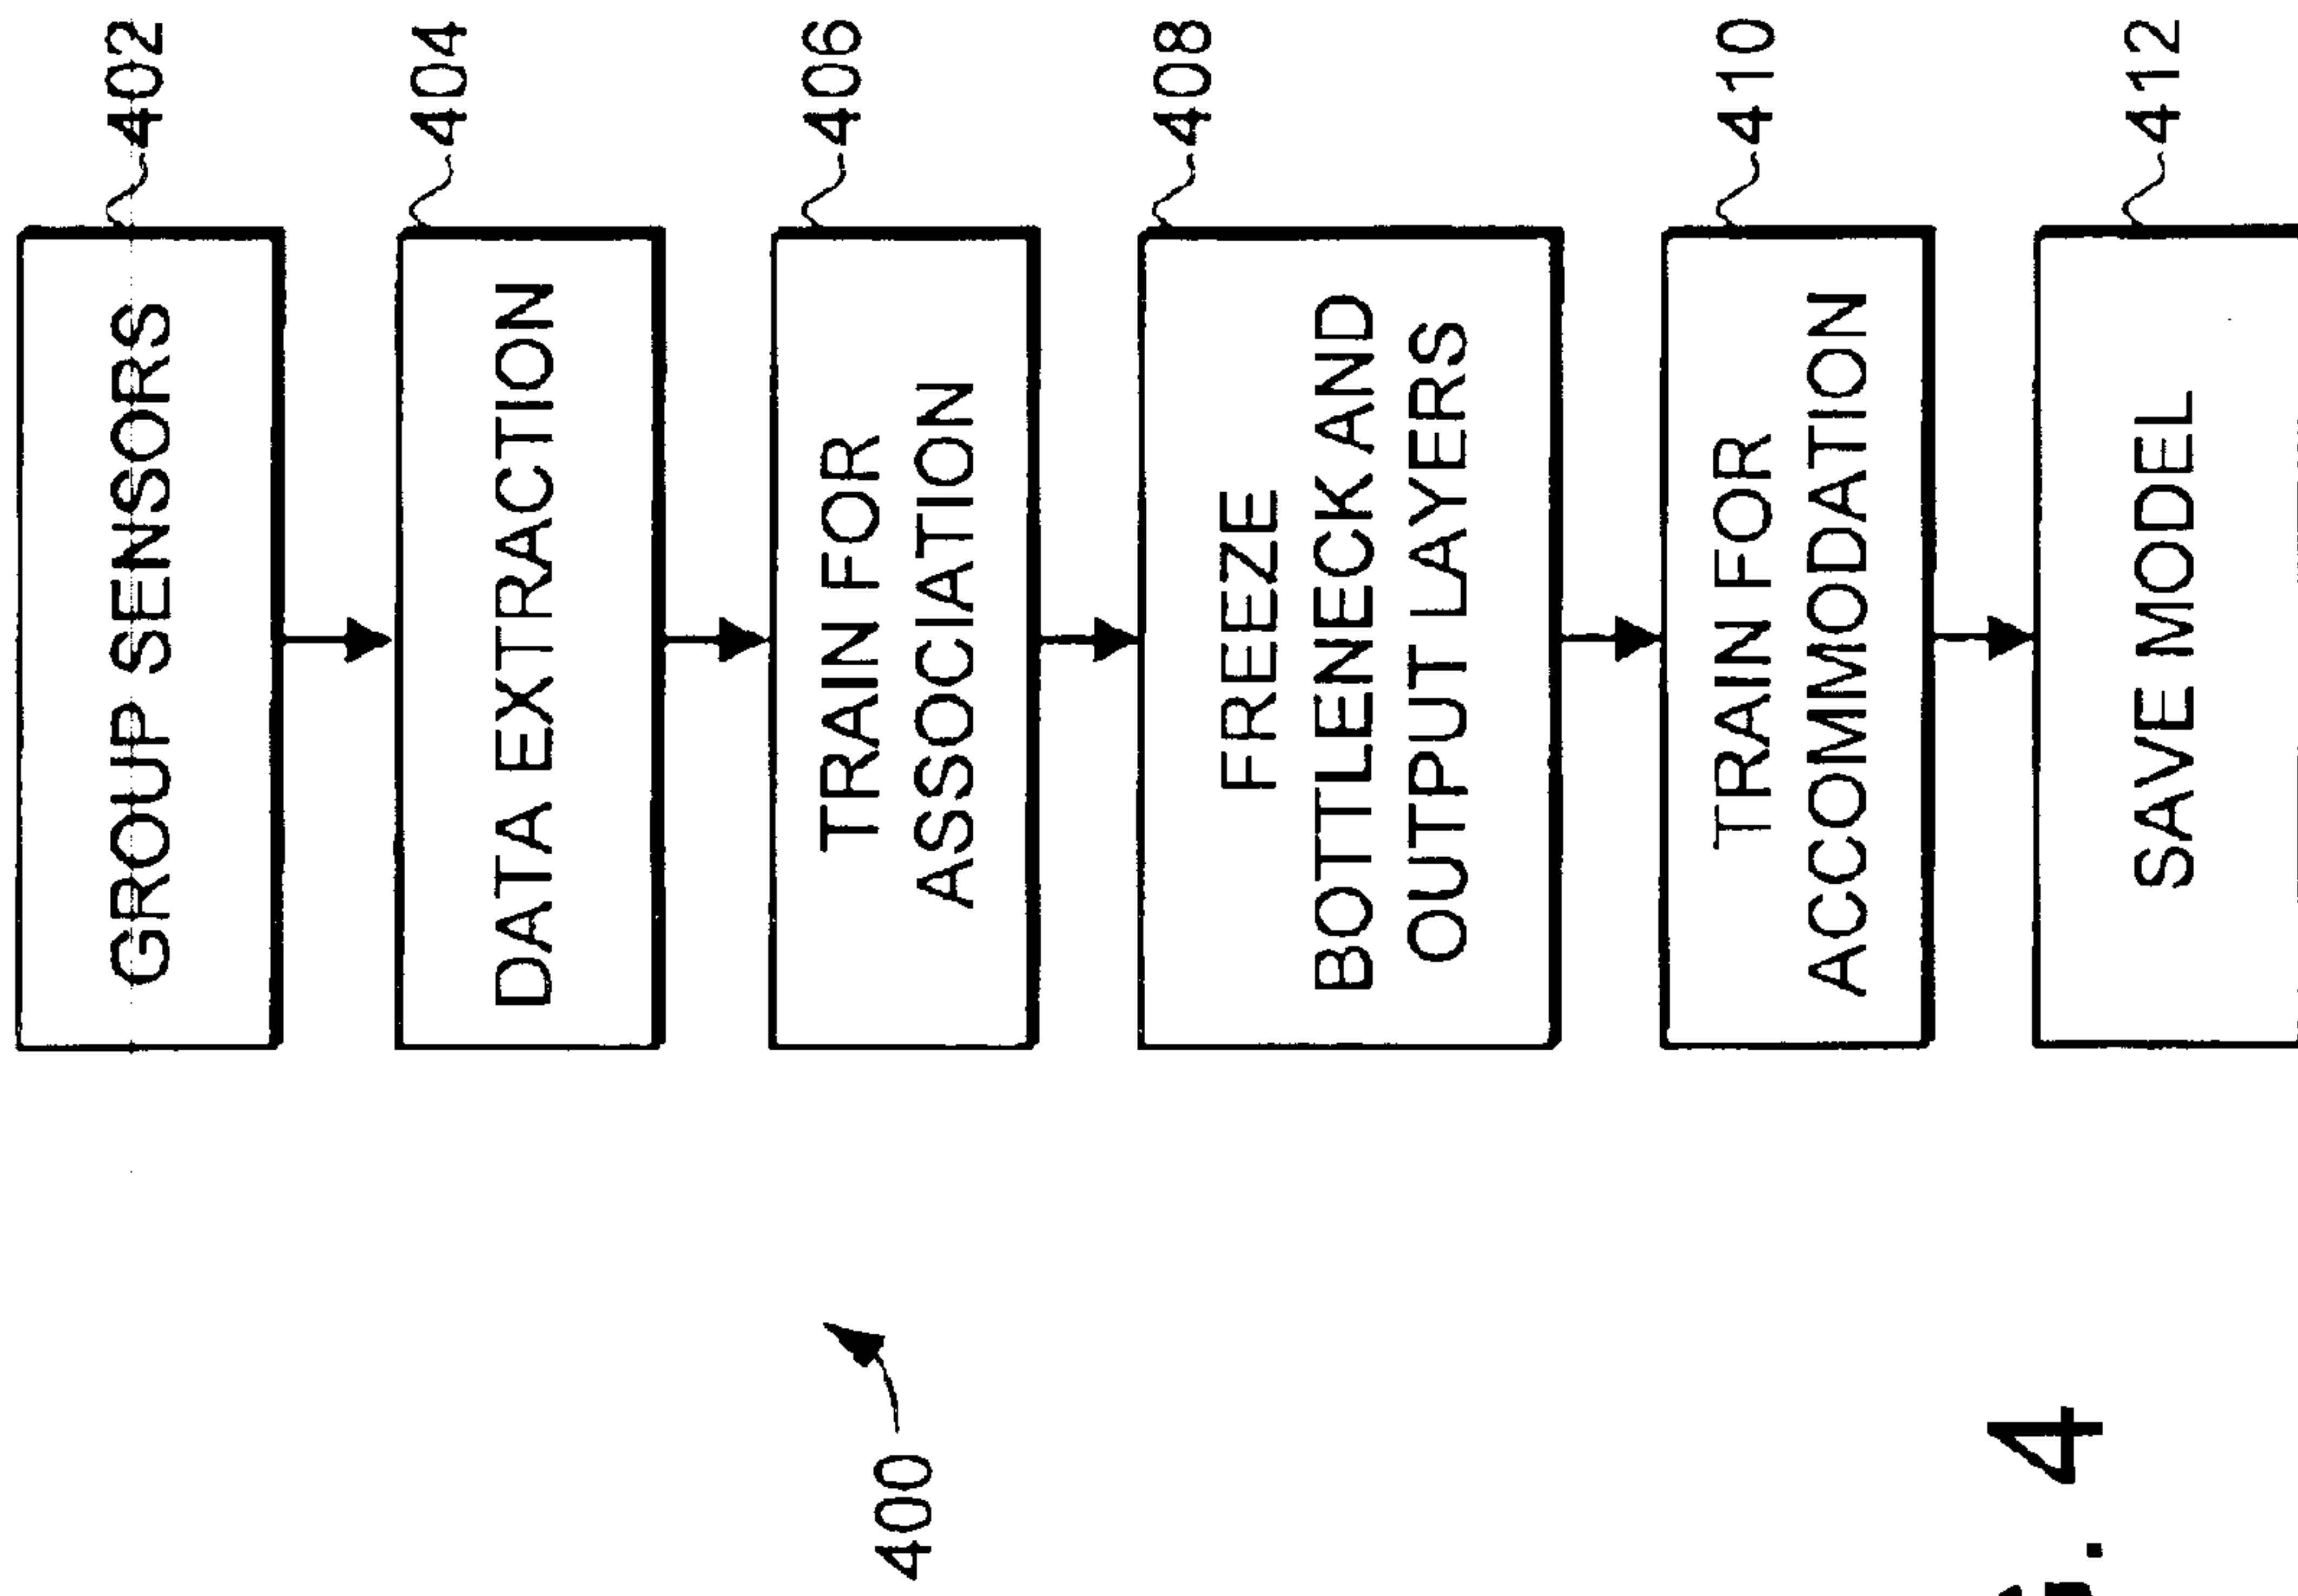 GROUP SENSORS
402
DATA EXTRACTION
404
TRAIN FOR
ASSOCIATION
406
FREEZE
BOTTLENECK AND
OUTPUT LAYERS
408
TRAIN FOR
ACCOMMODATION
410
SAVE MODEL
412
400
. 4